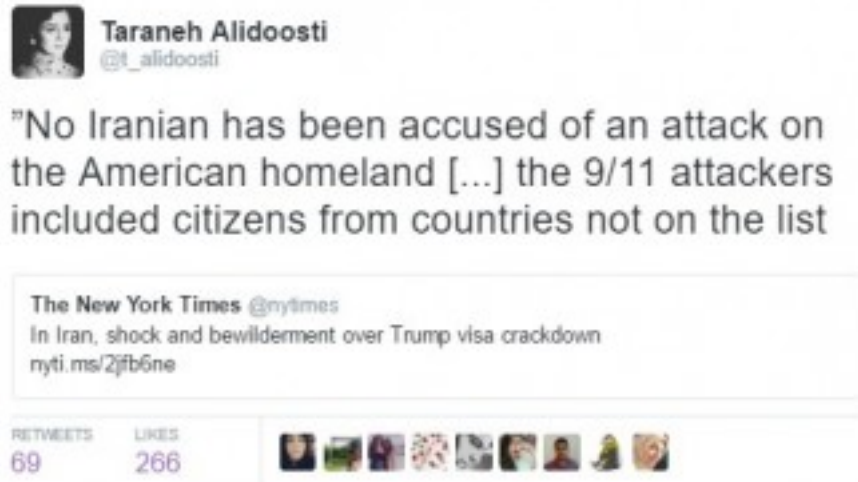 Taraneh Alidoosti
@t_alidoosti
"No Iranian has been accused of an attack on
the American homeland [...] the 9/11 attackers
included citizens from countries not on the list
The New York Times @nytimes
In Iran, shock and bewilderment over Trump visa crackdown
nyti.ms/2jfb6ne
RETWEETS LIKES
69 266